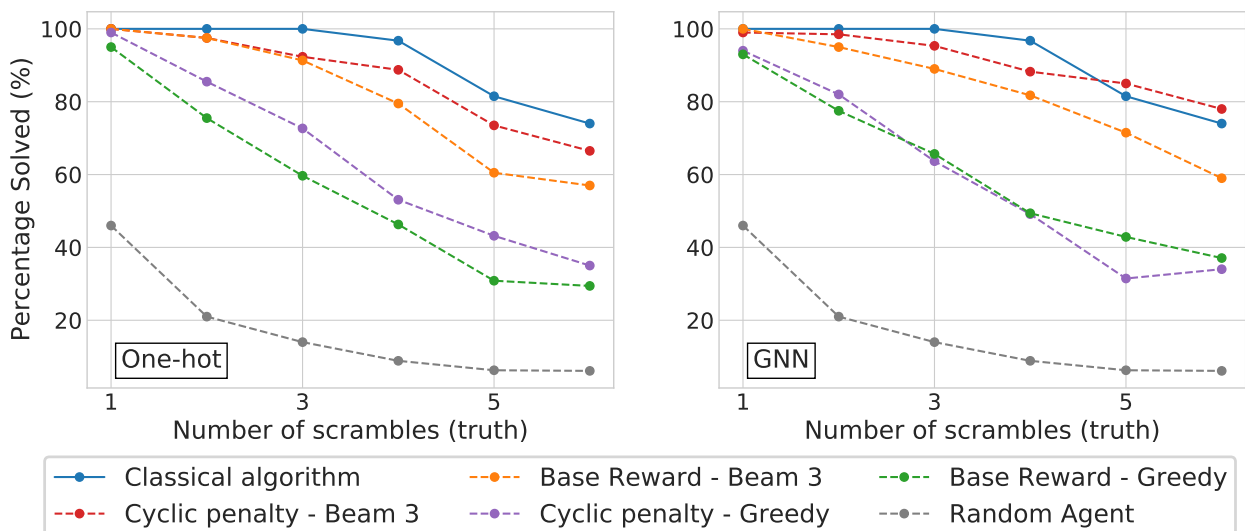 Percentage Solved (%)
100
80
60
40
20
One-hot
1
3
5
Number of scrambles (truth)
100
80
60
40
20
GNN
1
3
5
Number of scrambles (truth)
Classical algorithm
Base Reward - Beam 3
Base Reward - Greedy
Cyclic penalty - Beam 3
Cyclic penalty - Greedy
Random Agent